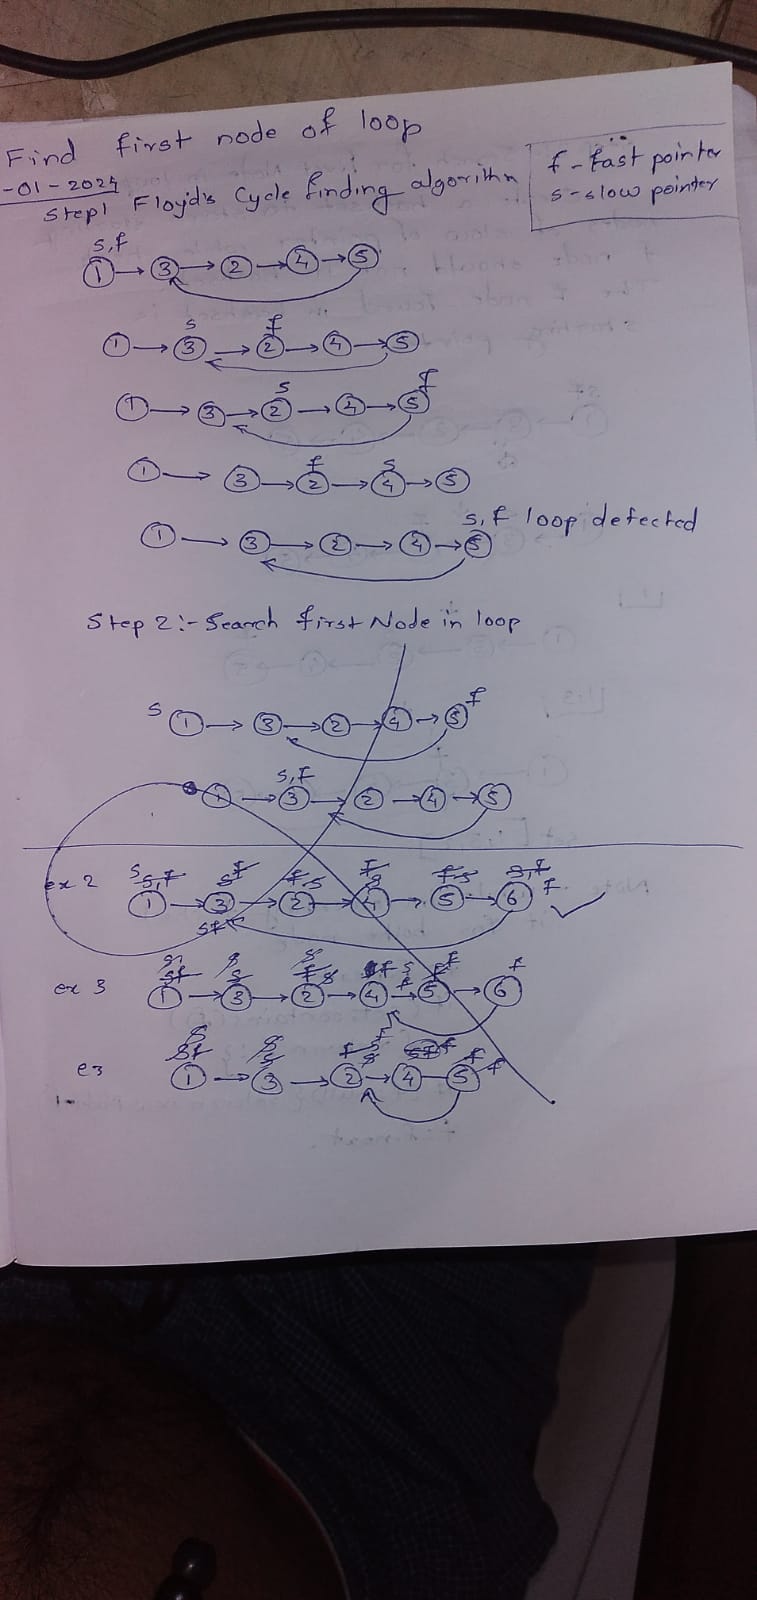 Find first node of loop
-01-2024
f-fast pointer
s-slow pointer
Step1 Floyd's Cycle finding algorithm
s,f
1 → 3 → 2 → 4 → 5
s f
1 → 3 → 2 → 4 → 5
s f
1 → 3 → 2 → 4 → 5
f s
1 → 3 → 2 → 4 → 5
s,f loop detected
1 → 3 → 2 → 4 → 5
Step 2:- Search first Node in loop
s f
1 → 3 → 2 → 4 → 5
s,f
1 → 3 → 2 → 4 → 5
ex 2
1 → 3 → 2 → 4 → 5 → 6
ex 3
1 → 3 → 2 → 4 → 5 → 6
e3
1 → 3 → 2 → 4 5